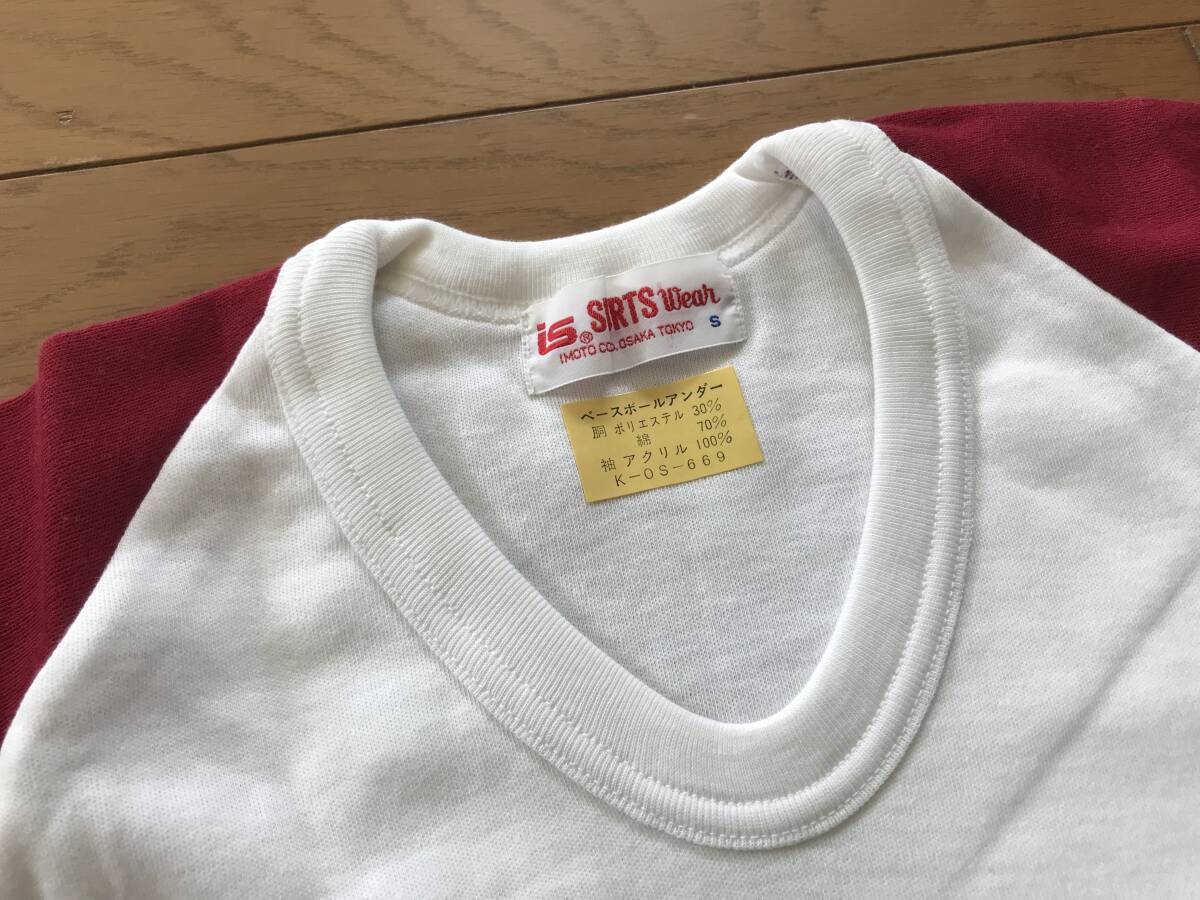 is® SPORTS Wear
IMOTO CO. OSAKA TOKYO S
ベースボールアンダー
胴 ポリエステル 30%
綿 70%
袖 アクリル 100%
K-OS-669